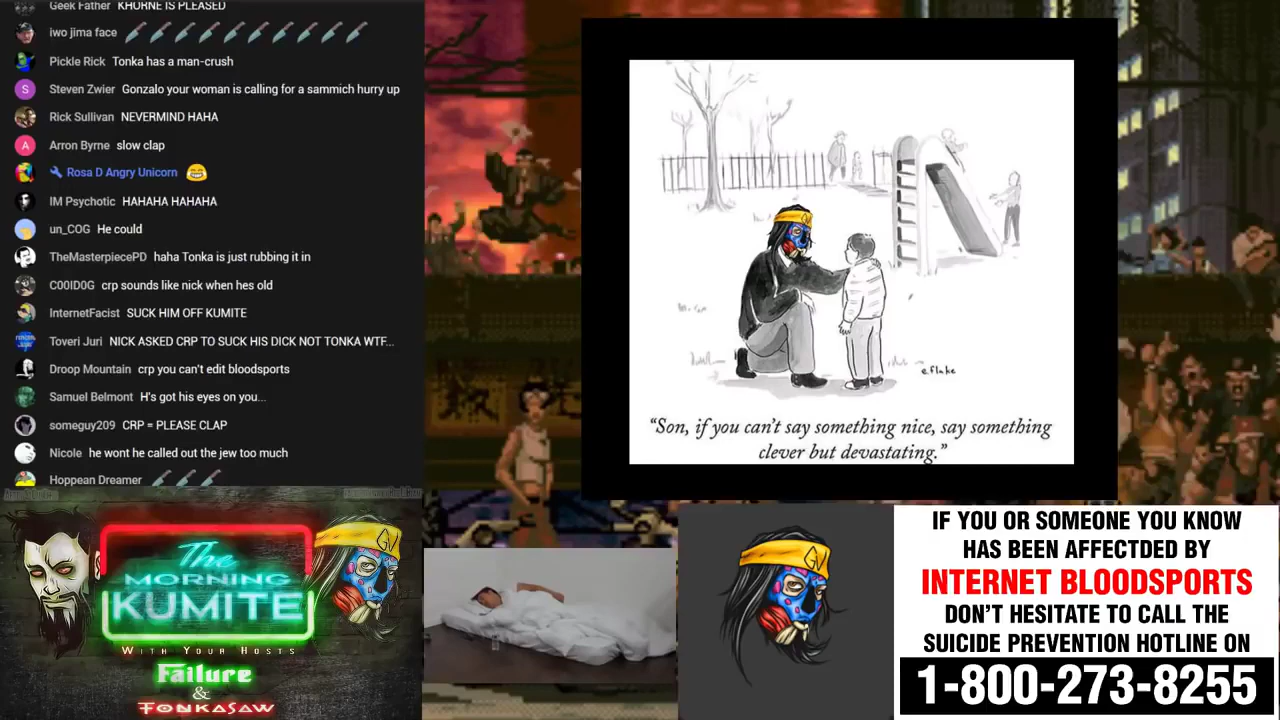 Geek Father KHORNE IS PLEASED
iwo jima face
Pickle Rick Tonka has a man-crush
S Steven Zwier Gonzalo your woman is calling for a sammich hurry up
Rick Sullivan NEVERMIND HAHA
A Arron Byrne slow clap
Rosa D Angry Unicorn
IM Psychotic HAHAHA HAHAHA
un_COG He could
TheMasterpiecePD haha Tonka is just rubbing it in
C00ID0G crp sounds like nick when hes old
InternetFacist SUCK HIM OFF KUMITE
Toveri Juri NICK ASKED CRP TO SUCK HIS DICK NOT TONKA WTF...
Droop Mountain crp you can't edit bloodsports
Samuel Belmont H's got his eyes on you...
someguy209 CRP = PLEASE CLAP
Nicole he wont he called out the jew too much
Hoppean Dreamer
The
MORNING
KUMITE
WITH YOUR HOSTS
Failure
&
TONKASAW
GV
e.flake
“Son, if you can't say something nice, say something
clever but devastating.”
GV
IF YOU OR SOMEONE YOU KNOW
HAS BEEN AFFECTDED BY
INTERNET BLOODSPORTS
DON'T HESITATE TO CALL THE
SUICIDE PREVENTION HOTLINE ON
1-800-273-8255